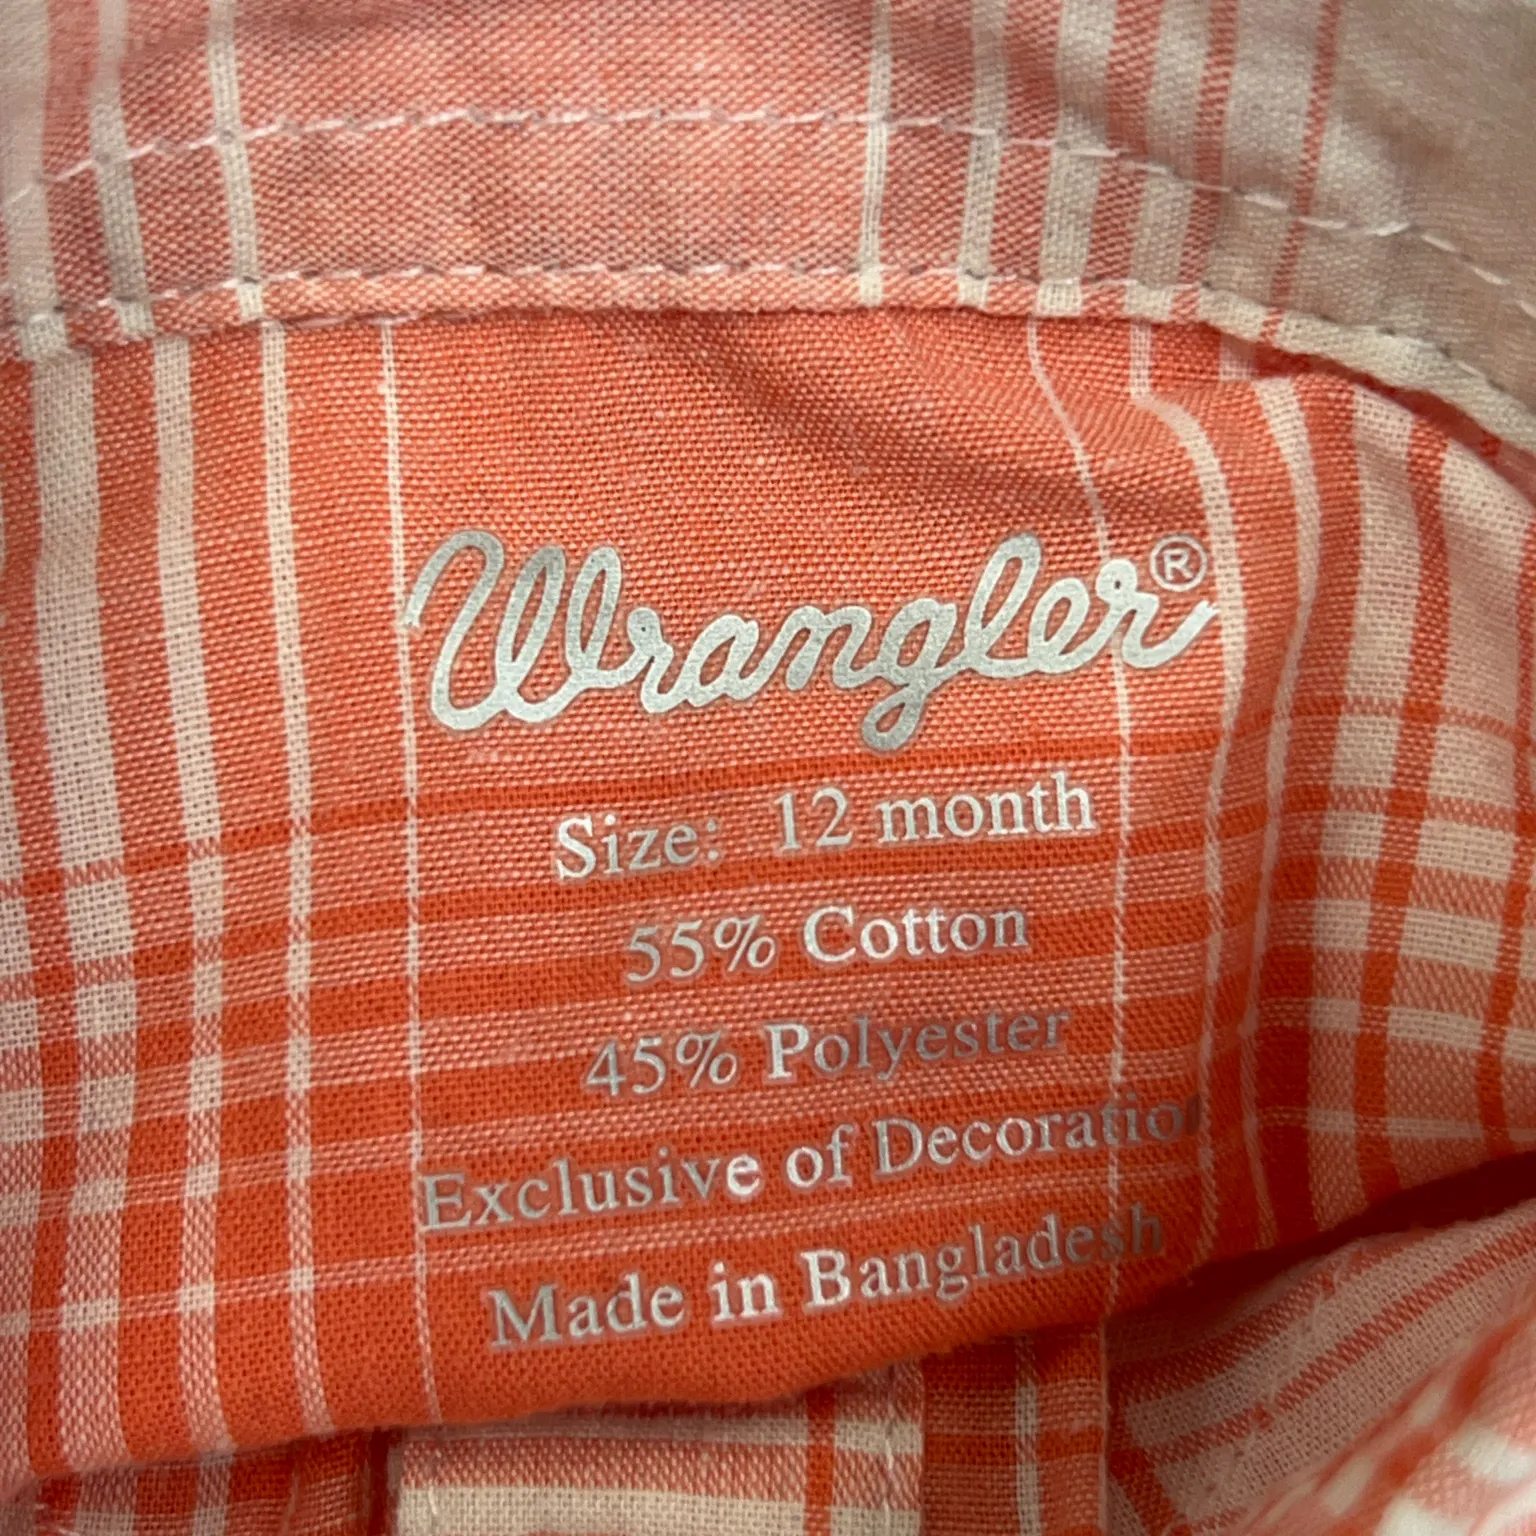 Wrangler®
Size: 12 month
55% Cotton
45% Polyester
Exclusive of Decoration
Made in Bangladesh